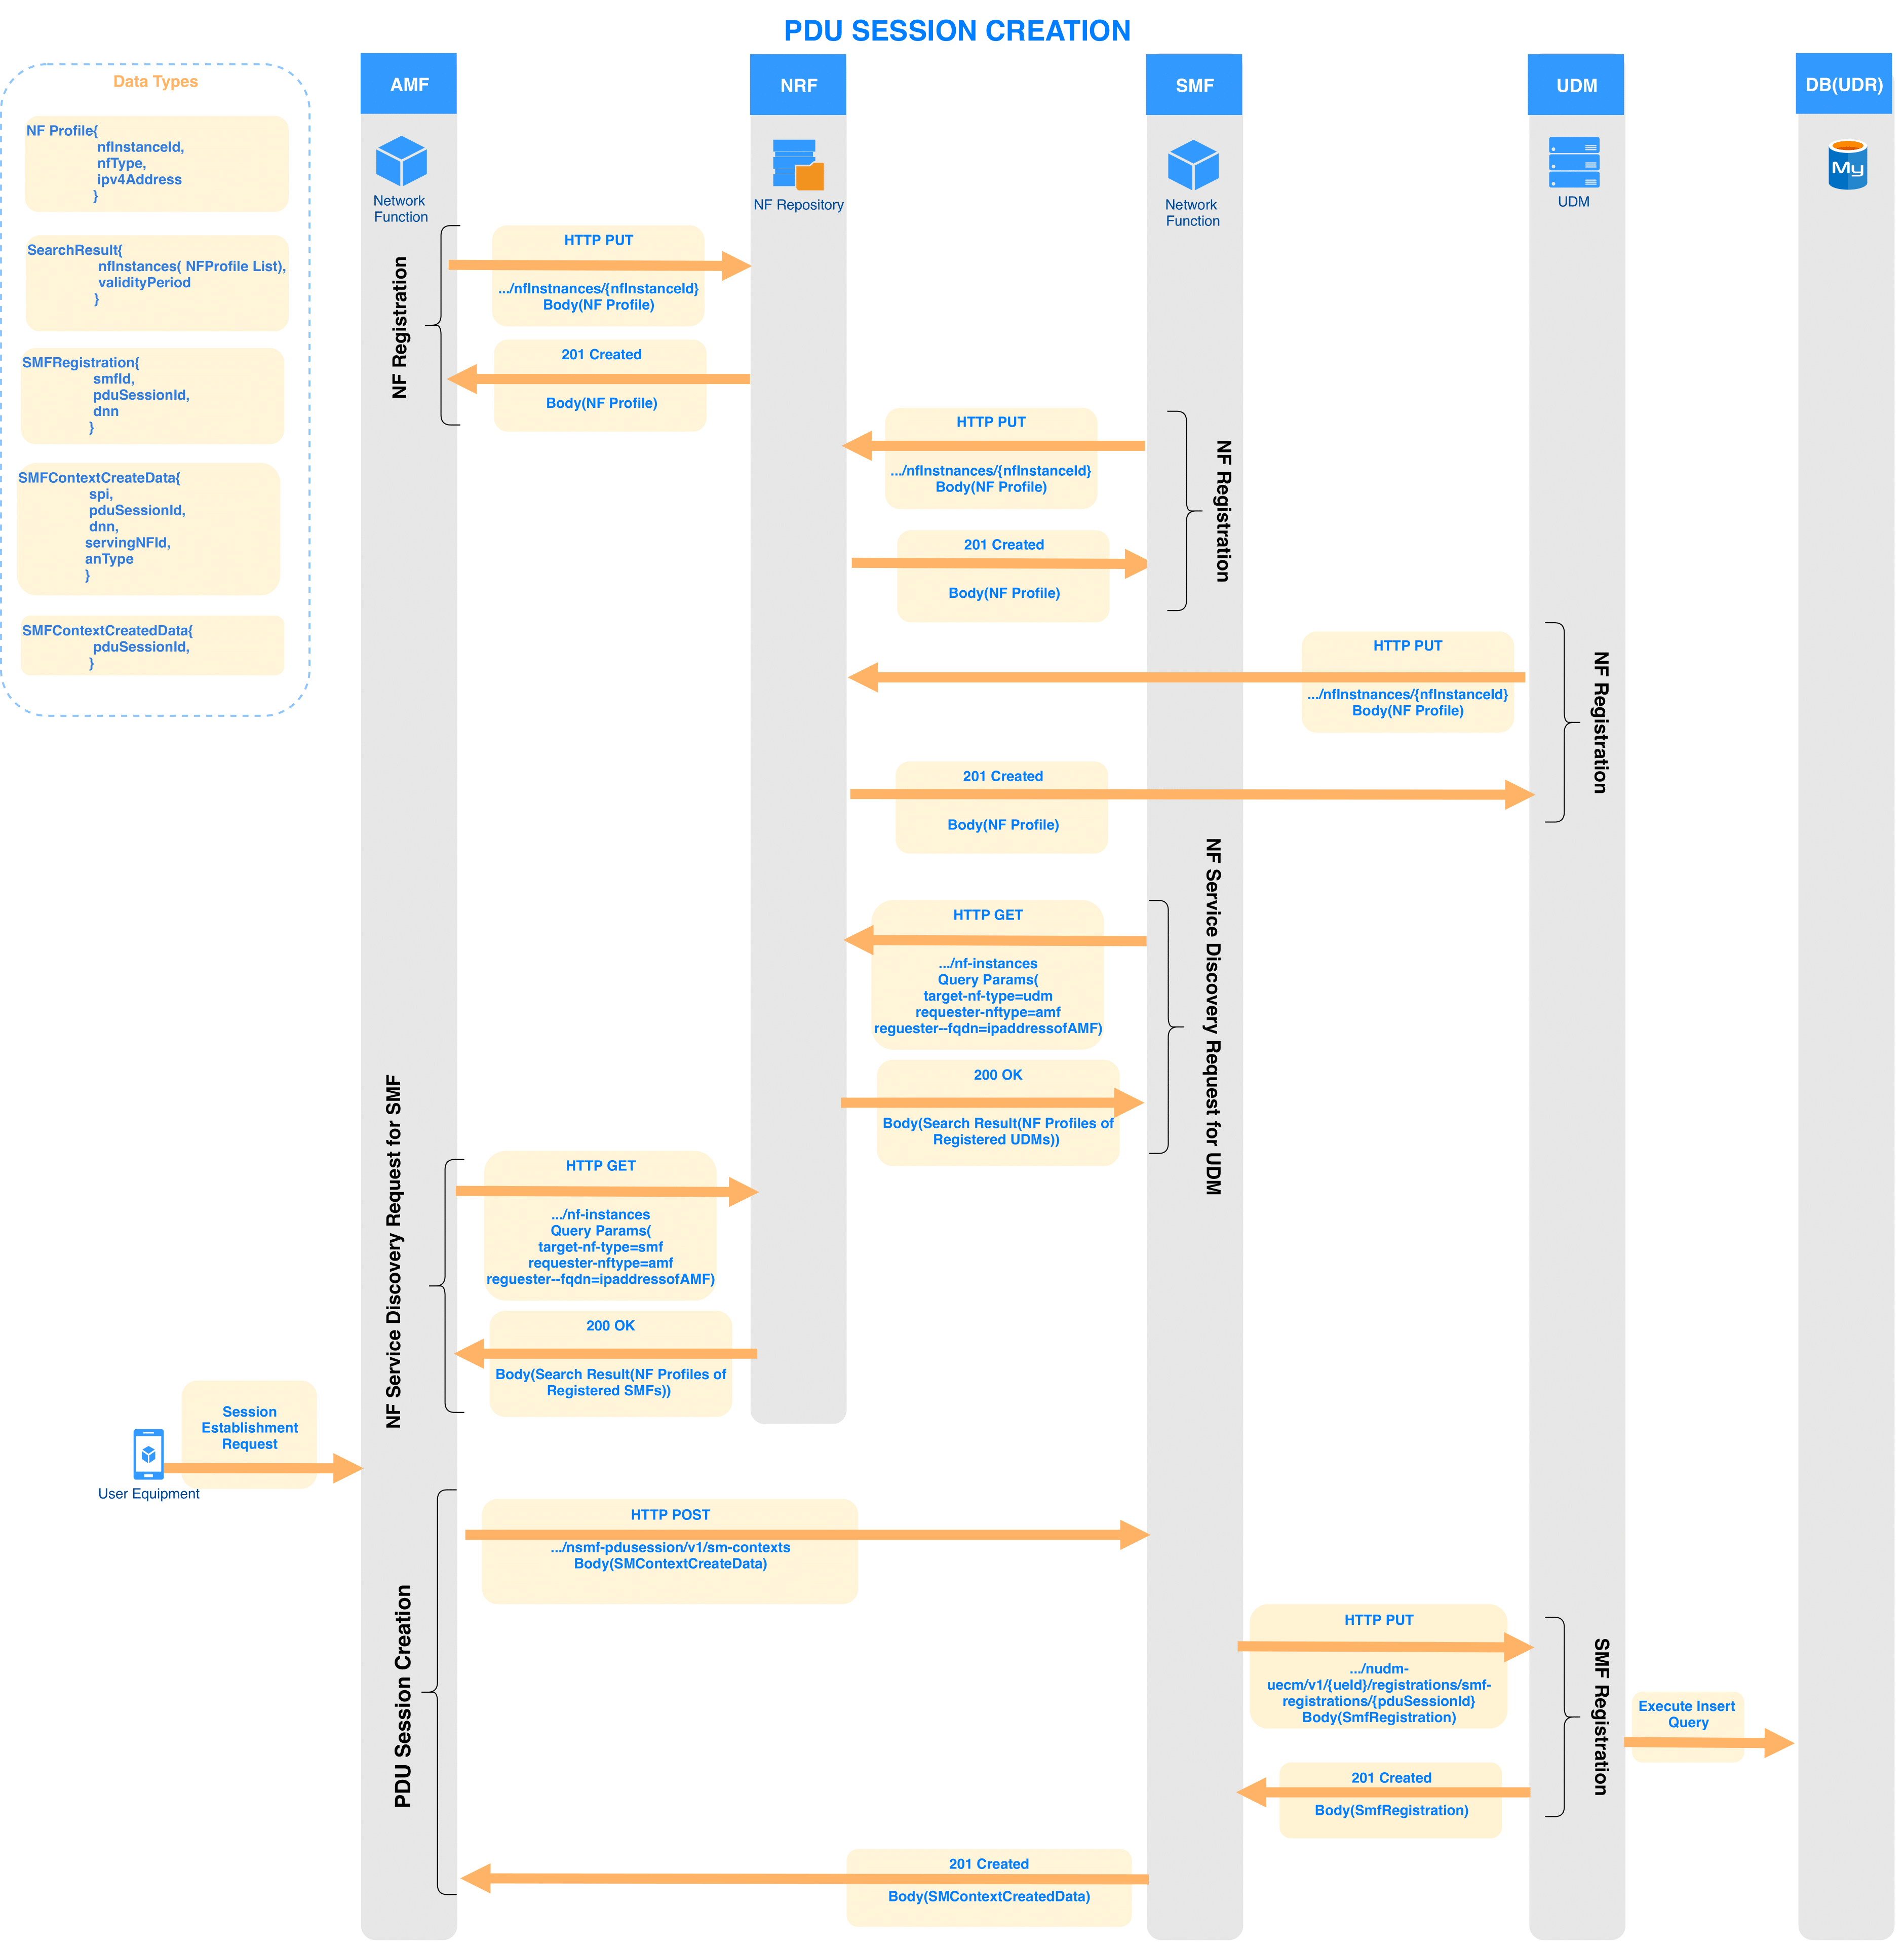 PDU SESSION CREATION
Data Types
NF Profile{
nfInstanceId,
nfType,
ipv4Address
}
SearchResult{
nfInstances( NFProfile List),
validityPeriod
}
SMFRegistration{
smfId,
pduSessionId,
dnn
}
SMFContextCreateData{
spi,
pduSessionId,
dnn,
servingNFId,
anType
}
SMFContextCreatedData{
pduSessionId,
}
AMF
NRF
SMF
UDM
DB(UDR)
Network
Function
NF Repository
Network
Function
UDM
My
NF Registration
HTTP PUT
.../nfInstnances/{nfInstanceId}
Body(NF Profile)
201 Created
Body(NF Profile)
HTTP PUT
.../nfInstnances/{nfInstanceId}
Body(NF Profile)
201 Created
Body(NF Profile)
NF Registration
HTTP PUT
.../nfInstnances/{nfInstanceId}
Body(NF Profile)
201 Created
Body(NF Profile)
NF Registration
HTTP GET
.../nf-instances
Query Params(
target-nf-type=udm
requester-nftype=amf
reguester--fqdn=ipaddressofAMF)
200 OK
Body(Search Result(NF Profiles of
Registered UDMs))
NF Service Discovery Request for UDM
NF Service Discovery Request for SMF
HTTP GET
.../nf-instances
Query Params(
target-nf-type=smf
requester-nftype=amf
reguester--fqdn=ipaddressofAMF)
200 OK
Body(Search Result(NF Profiles of
Registered SMFs))
Session
Establishment
Request
User Equipment
PDU Session Creation
HTTP POST
.../nsmf-pdusession/v1/sm-contexts
Body(SMContextCreateData)
HTTP PUT
.../nudm-
uecm/v1/{ueId}/registrations/smf-
registrations/{pduSessionId}
Body(SmfRegistration)
SMF Registration
Execute Insert
Query
201 Created
Body(SmfRegistration)
201 Created
Body(SMContextCreatedData)